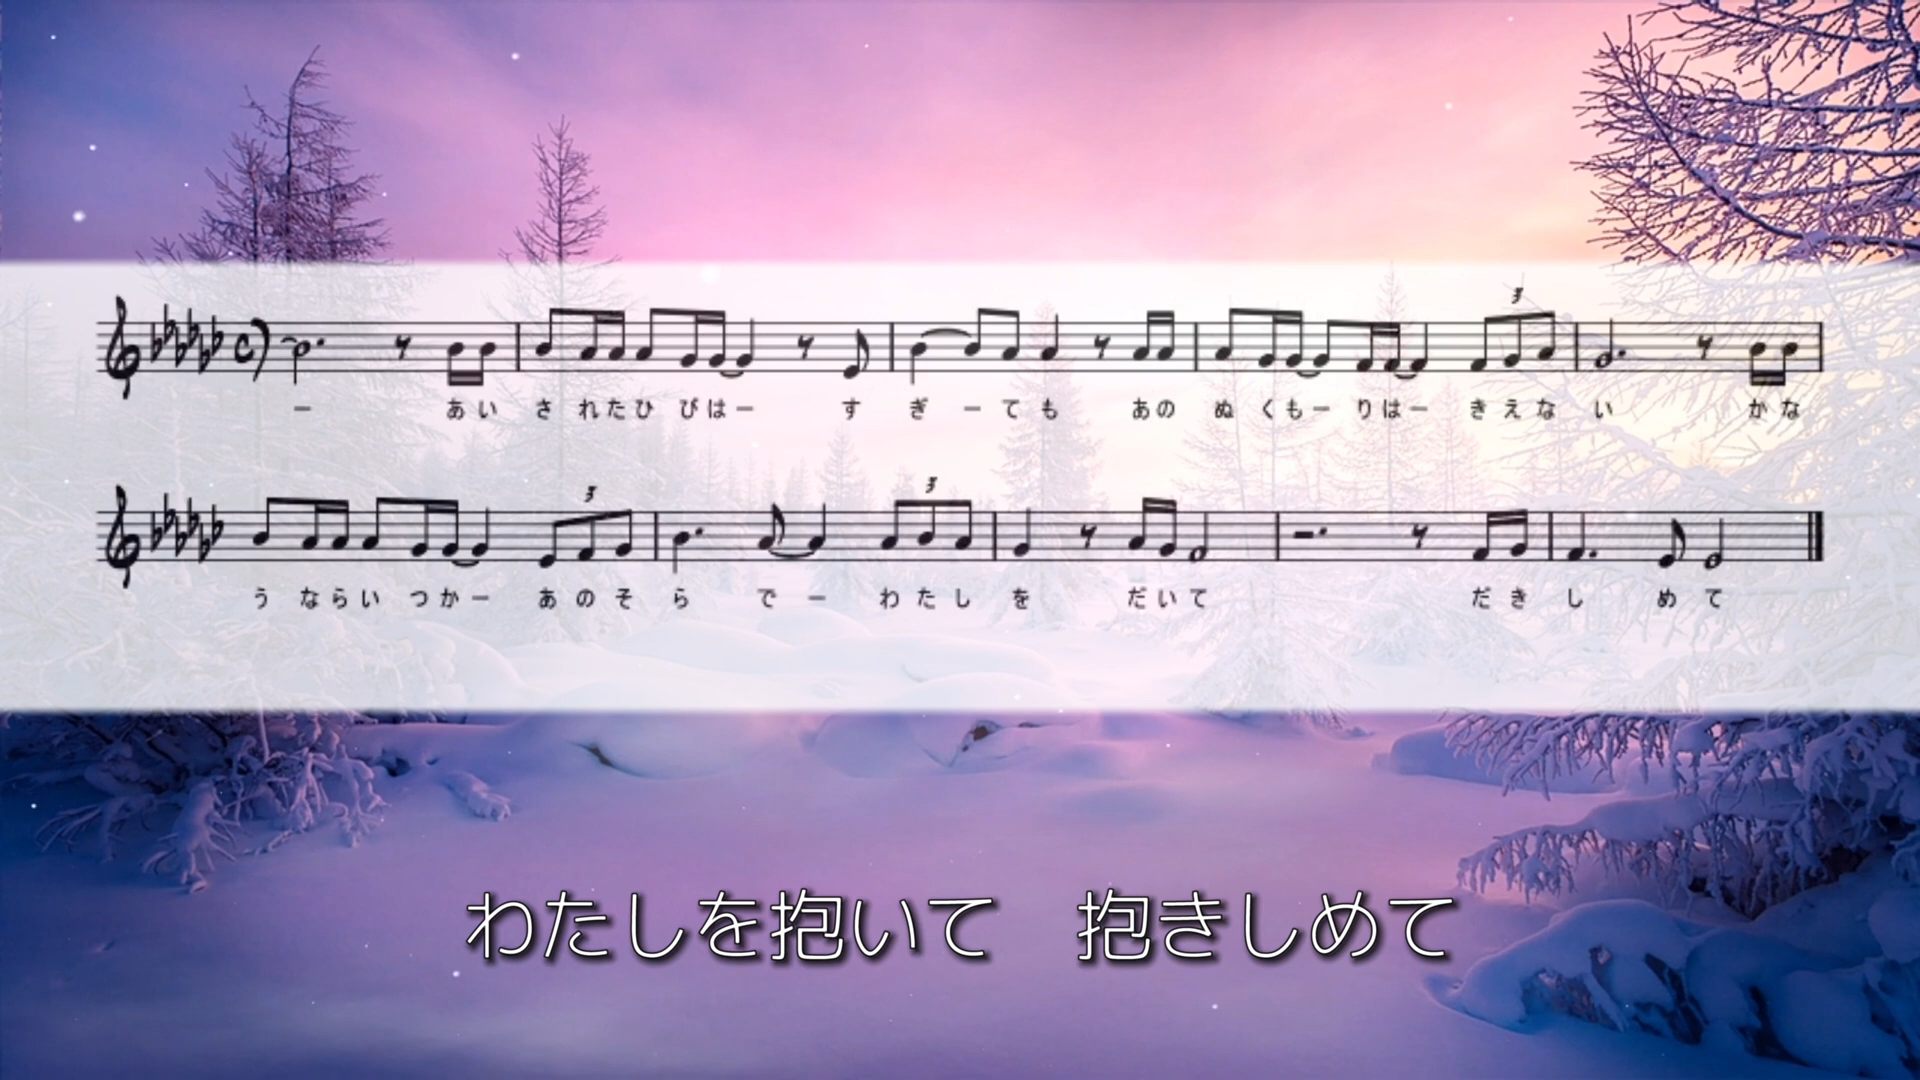 3
ー あい されたひ びはー す ぎ ーても あの ぬ くもー りはー きえな い かな
3 3
う ならい つかー あのそ ら で ー わたし を だいて だき し めて
わたしを抱いて 抱きしめて